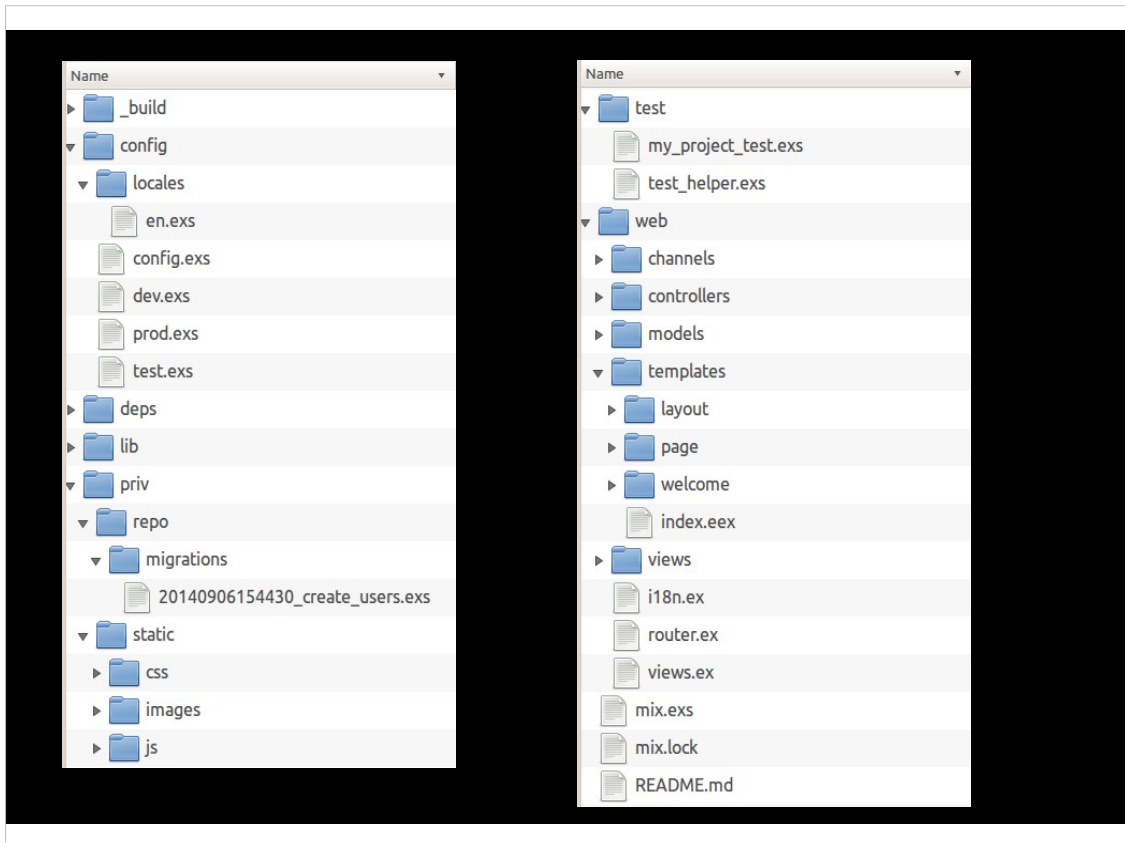 Name
_build
config
locales
en.exs
config.exs
dev.exs
prod.exs
test.exs
deps
lib
priv
repo
migrations
20140906154430_create_users.exs
static
css
images
js
Name
test
my_project_test.exs
test_helper.exs
web
channels
controllers
models
templates
layout
page
welcome
index.eex
views
i18n.ex
router.ex
views.ex
mix.exs
mix.lock
README.md